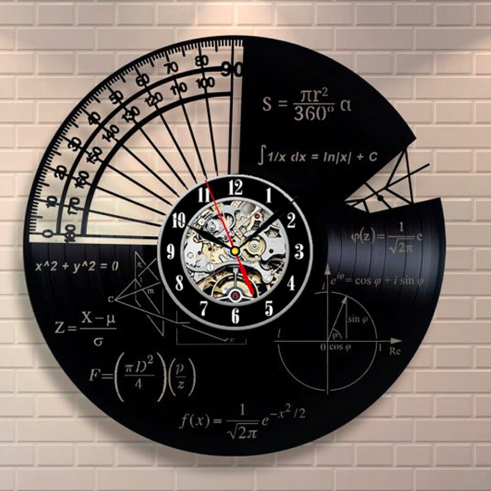 90
80 100
70 110
60 120
50 130
40 140
30 150
20 160
10 170
0 180
S = πr²/360° α
∫1/x dx = ln|x| + C
φ(z) = 1/√2π e
x^2 + y^2 = 0
12
1
2
3
4
5
6
7
8
9
10
11
C
m
Z = X-μ/σ
e^iφ = cos φ + i sin φ
i
sin φ
φ
0 cos φ
1
Re
F=(πD²/4)(p/z)
f(x) = 1/√2π e^-x²/2